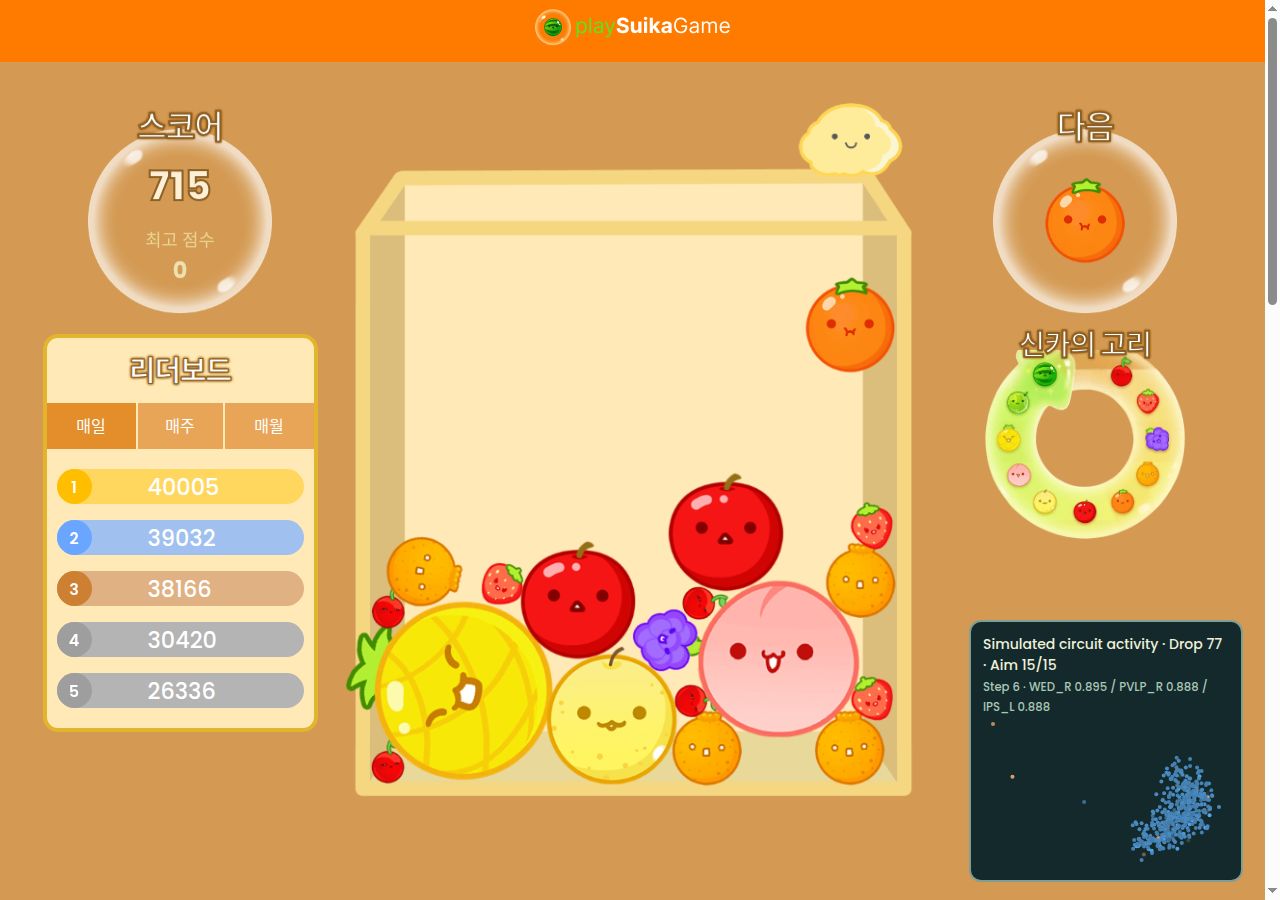 playSuikaGame
스코어
715
최고 점수
0
다음
신카의 고리
리더보드
매일 매주 매월
1 40005
2 39032
3 38166
4 30420
5 26336
Simulated circuit activity · Drop 77
· Aim 15/15
Step 6 · WED_R 0.895 / PVLP_R 0.888 /
IPS_L 0.888